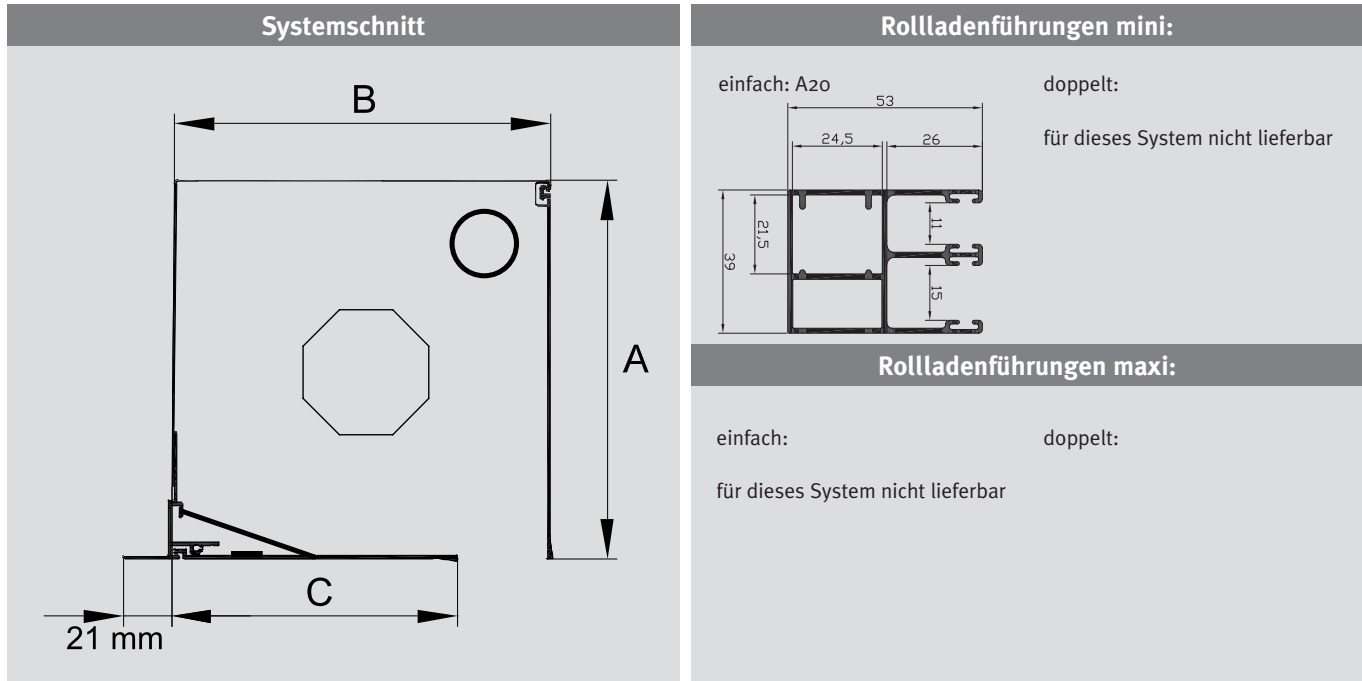 Systemschnitt
B
A
C
21 mm
Rollladenführungen mini:
einfach: A20
doppelt:
für dieses System nicht lieferbar
53
24,5
26
39
21,5
11
15
Rollladenführungen maxi:
einfach:
doppelt:
für dieses System nicht lieferbar